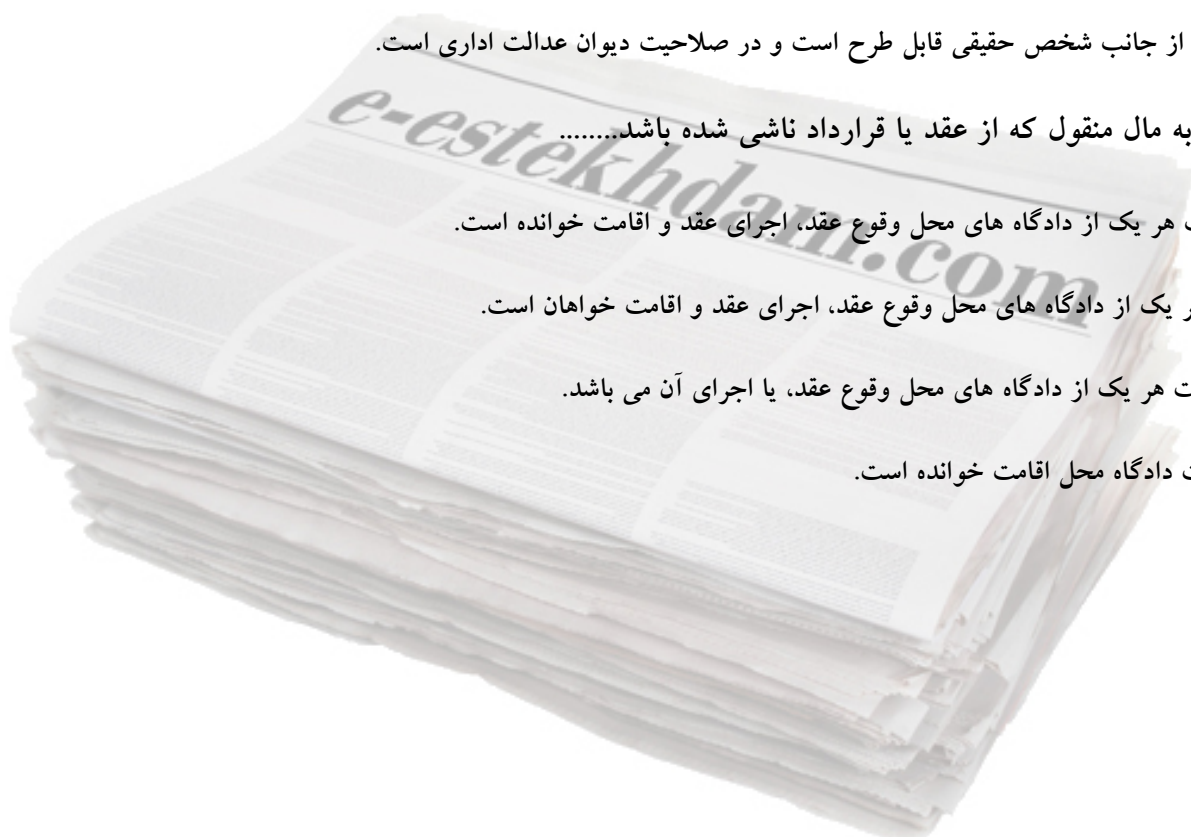 از جانب شخص حقیقی قابل طرح است و در صلاحیت دیوان عدالت اداری است.
e-estekhdam.com
به مال منقول که از عقد یا قرارداد ناشی شده باشد........
هر یک از دادگاه های محل وقوع عقد، اجرای عقد و اقامت خوانده است.
یک از دادگاه های محل وقوع عقد، اجرای عقد و اقامت خواهان است.
هر یک از دادگاه های محل وقوع عقد، یا اجرای آن می باشد.
دادگاه محل اقامت خوانده است.